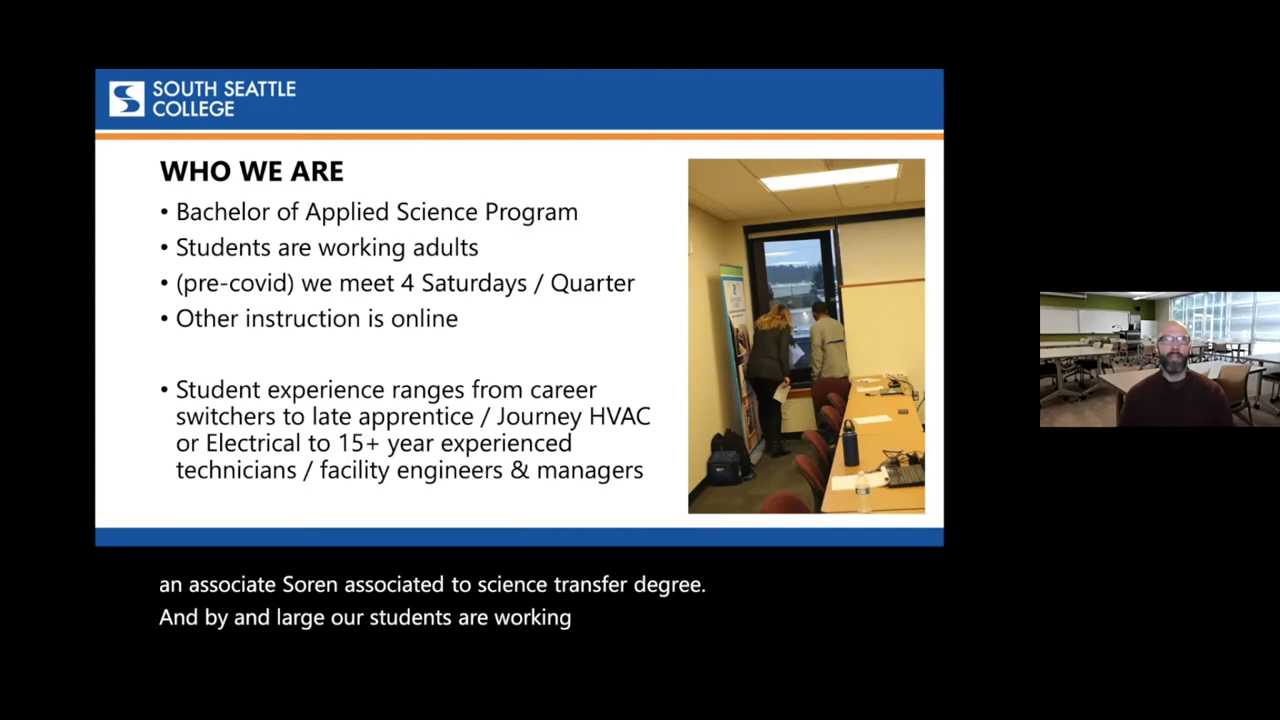 SOUTH SEATTLE
COLLEGE
WHO WE ARE
• Bachelor of Applied Science Program
• Students are working adults
• (pre-covid) we meet 4 Saturdays / Quarter
• Other instruction is online
• Student experience ranges from career
switchers to late apprentice / Journey HVAC
or Electrical to 15+ year experienced
technicians / facility engineers & managers
an associate Soren associated to science transfer degree.
And by and large our students are working